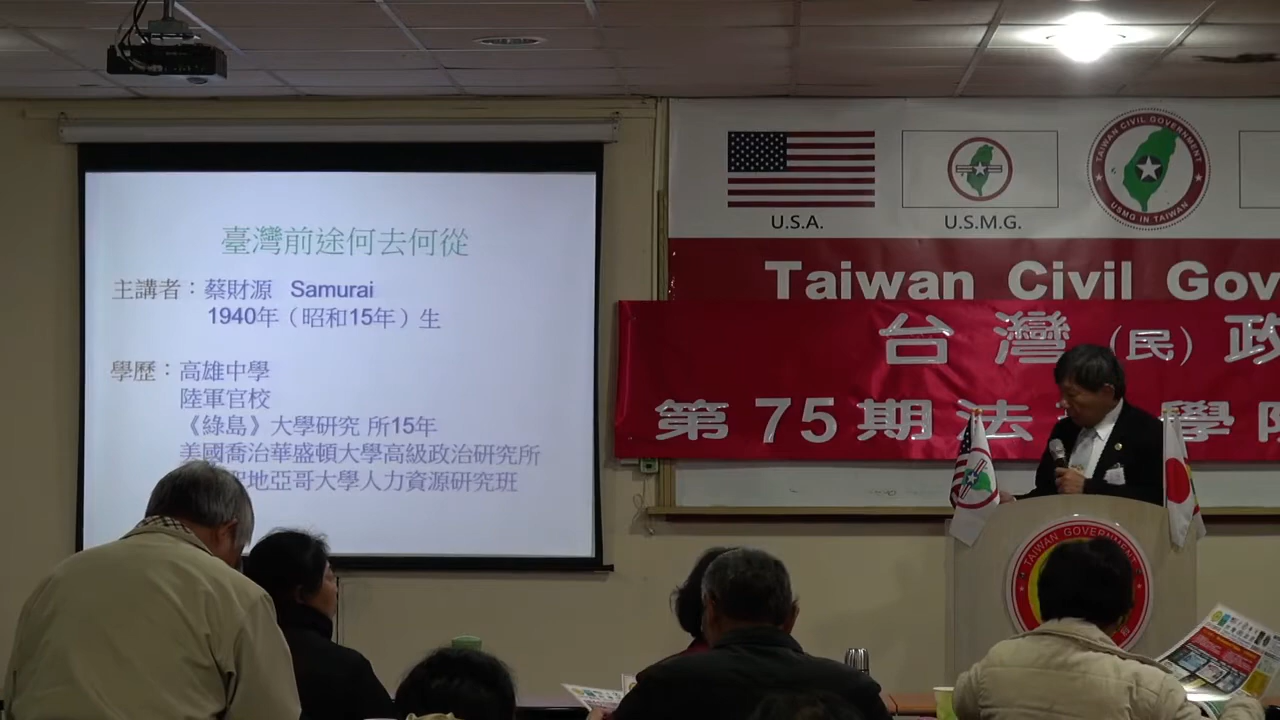 臺灣前途何去何從
主講者：蔡財源 Samurai
1940年（昭和15年）生
學歷：高雄中學
陸軍官校
《綠島》大學研究 所15年
美國喬治華盛頓大學高級政治研究所
聖地亞哥大學人力資源研究班
U.S.A.
U.S.M.G.
TAIWAN CIVIL GOVERNMENT
USMG IN TAIWAN
Taiwan Civil Gov
台灣（民）政
第75期法
學院
TAIWAN GOVERNMENT